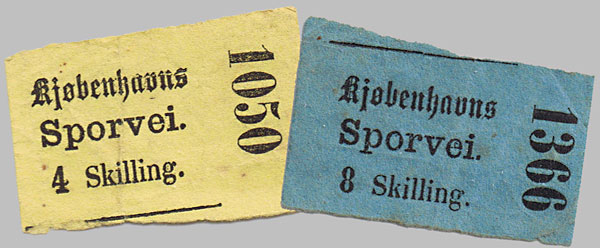 Kjøbenhavns
Sporvei.
4 Skilling.
1050
Kjøbenhavns
Sporvei.
8 Skilling.
1366